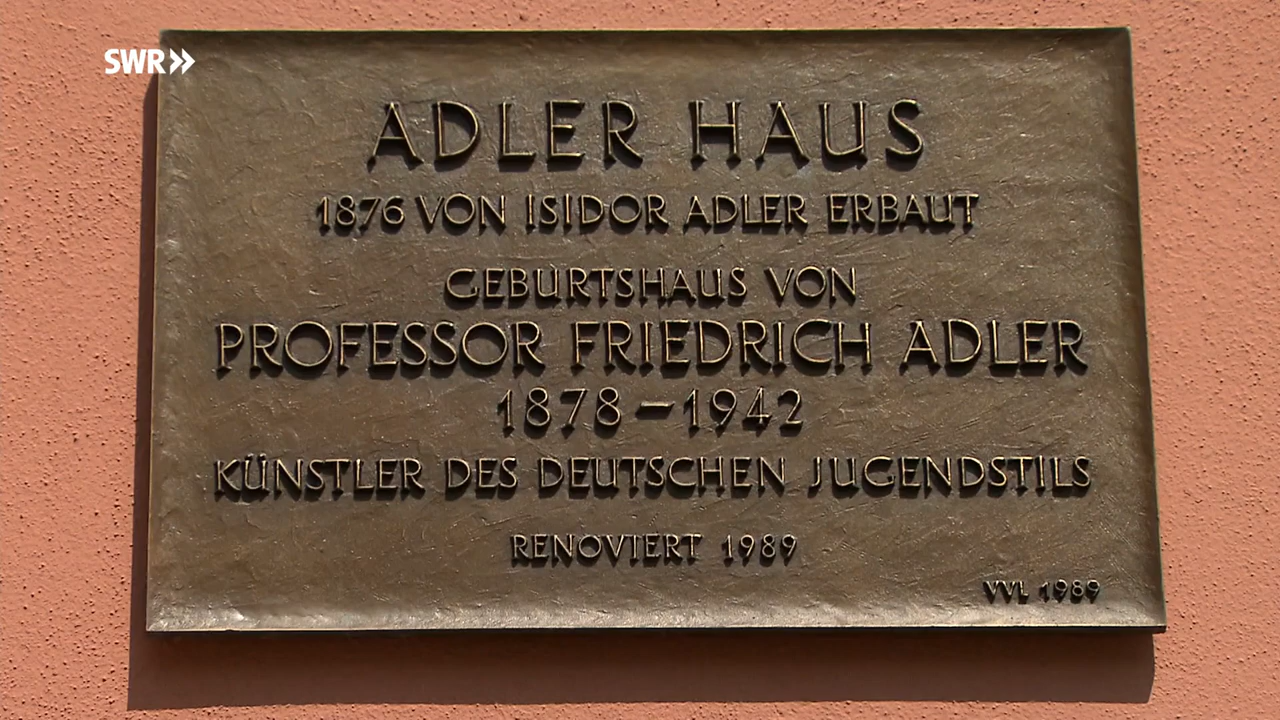 SWR»
ADLER HAUS
1876 VON ISIDOR ADLER ERBAUT
GEBURTSHAUS VON
PROFESSOR FRIEDRICH ADLER
1878 – 1942
KÜNSTLER DES DEUTSCHEN JUGENDSTILS
RENOVIERT 1989
VVL 1989